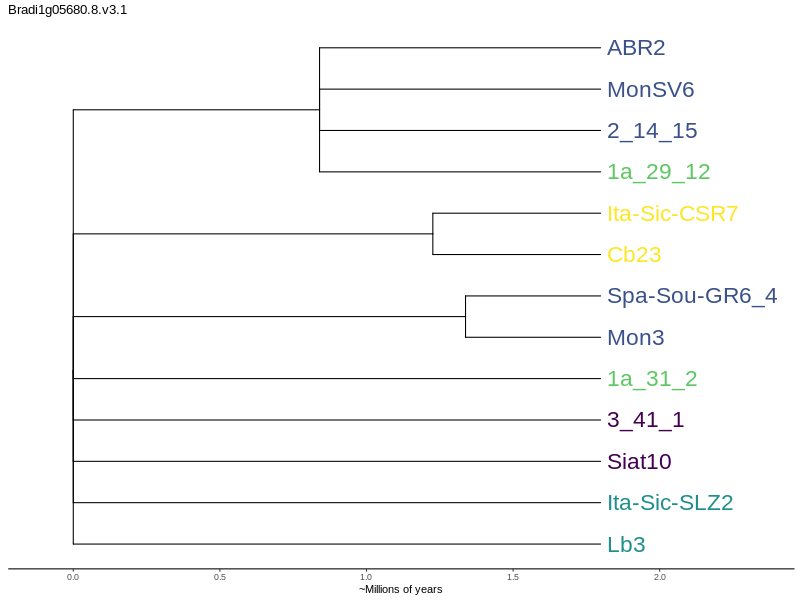 Bradi1g05680.8.v3.1
ABR2
MonSV6
2_14_15
1a_29_12
Ita-Sic-CSR7
Cb23
Spa-Sou-GR6_4
Mon3
1a_31_2
3_41_1
Siat10
Ita-Sic-SLZ2
Lb3
0.0 0.5 1.0 1.5 2.0
~Millions of years